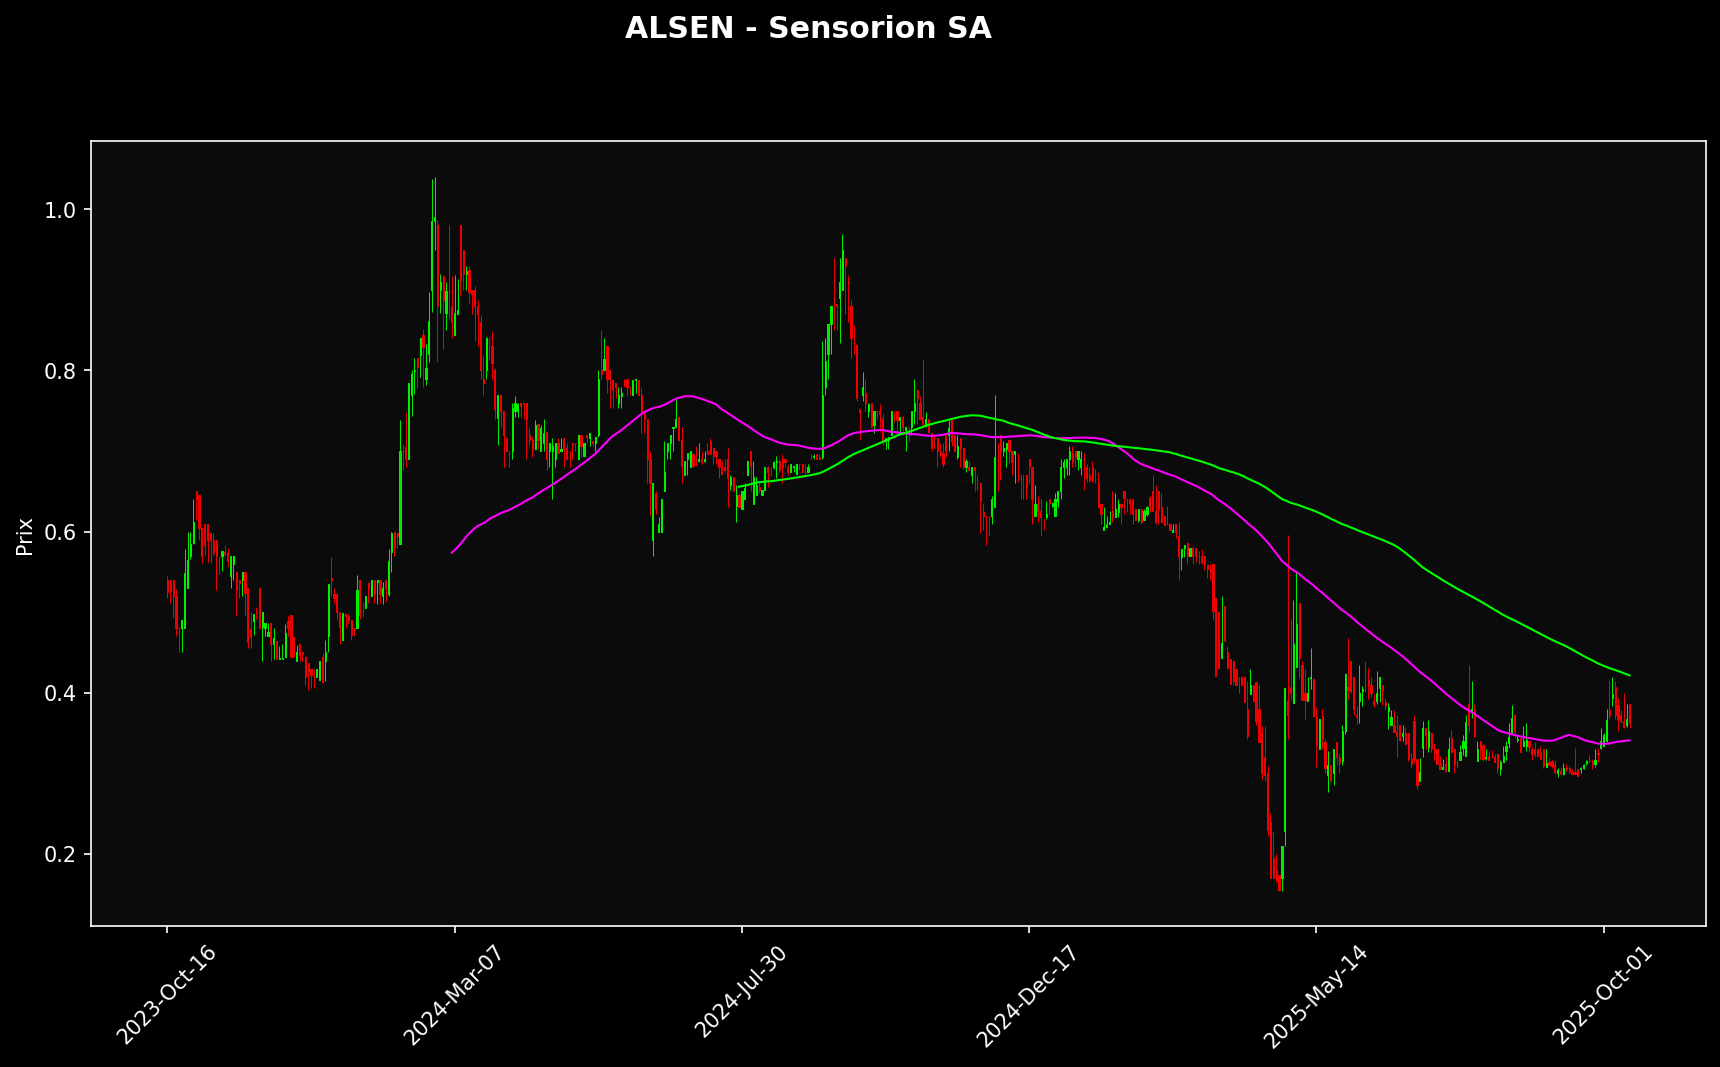 ALSEN - Sensorion SA
Prix
1.0
0.8
0.6
0.4
0.2
2023-Oct-16
2024-Mar-07
2024-Jul-30
2024-Dec-17
2025-May-14
2025-Oct-01